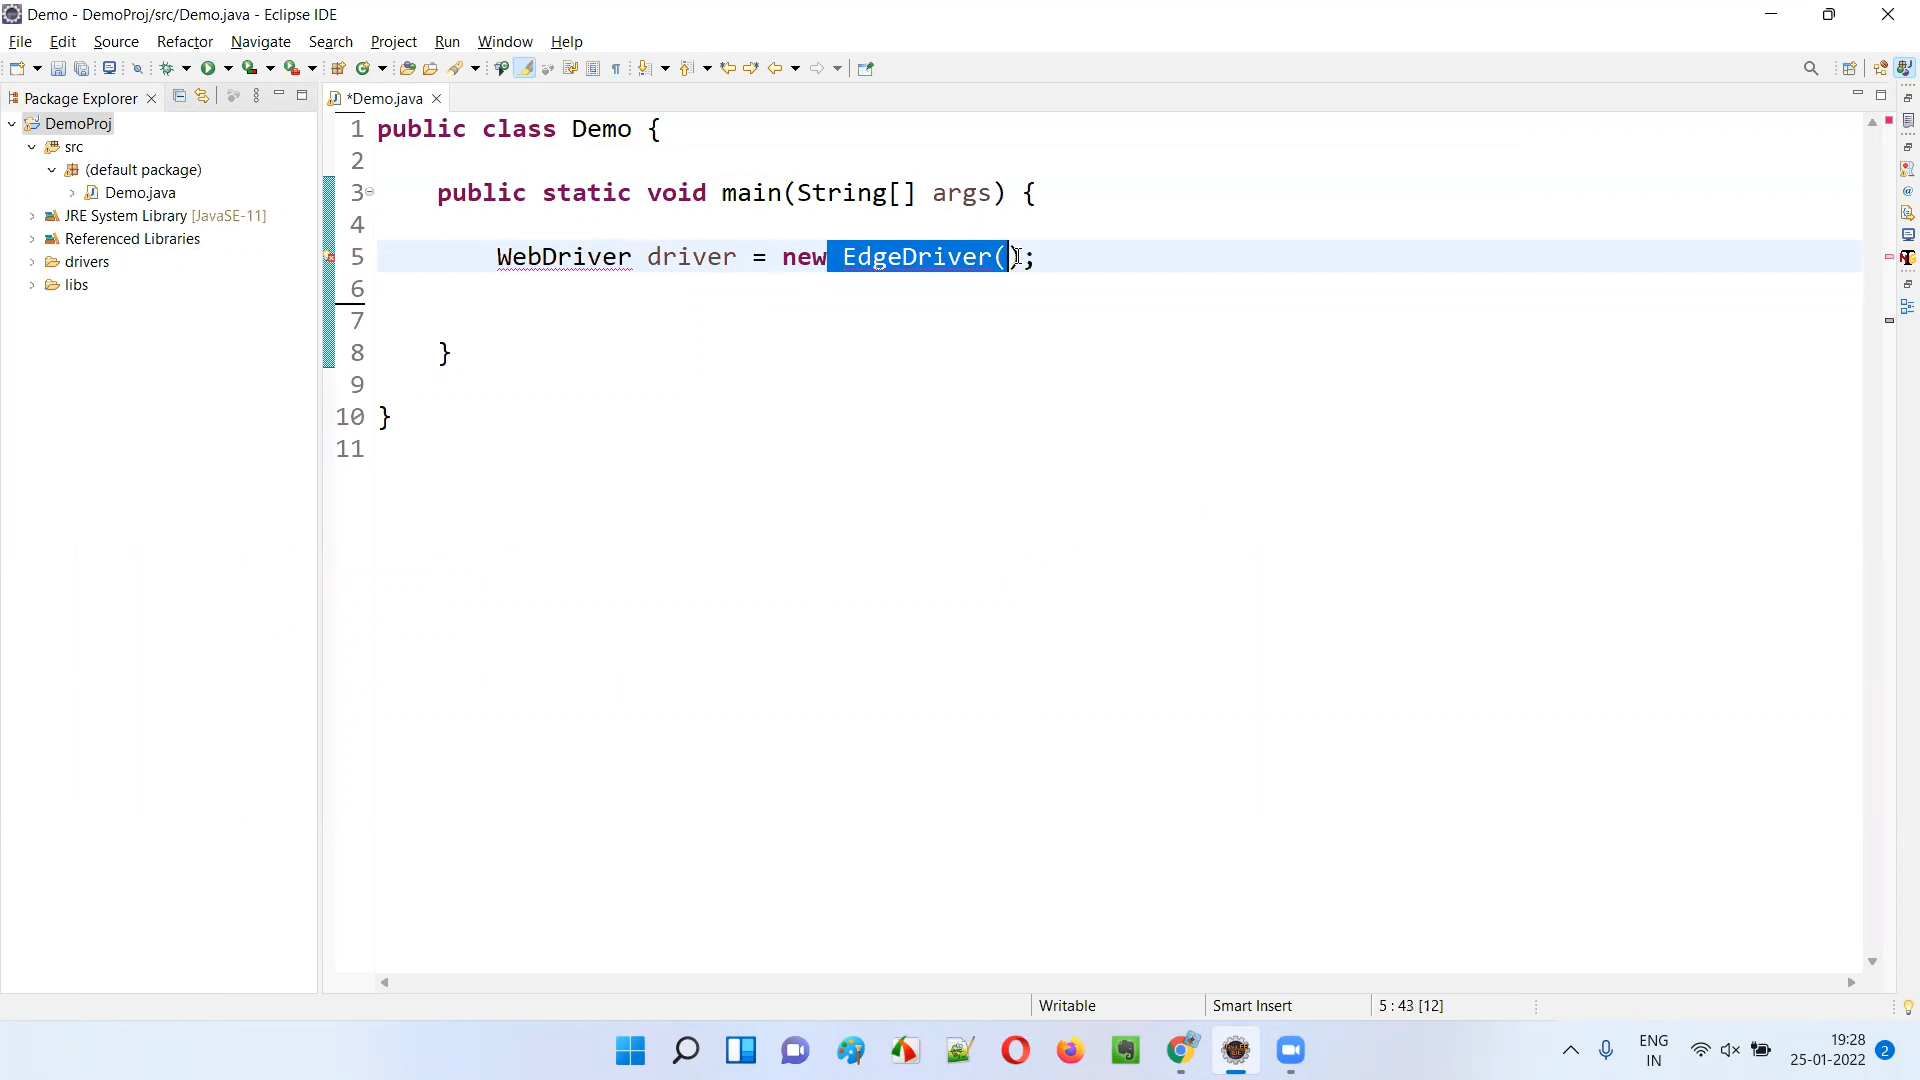 Demo - DemoProj/src/Demo.java - Eclipse IDE
File Edit Source Refactor Navigate Search Project Run Window Help
Package Explorer
*Demo.java
DemoProj
src
(default package)
Demo.java
JRE System Library [JavaSE-11]
Referenced Libraries
drivers
libs
1 public class Demo {
2
3 public static void main(String[] args) {
4
5 WebDriver driver = new EdgeDriver();
6
7
8 }
9
10 }
11
Writable Smart Insert 5 : 43 [12]
ENG IN
19:28
25-01-2022
2